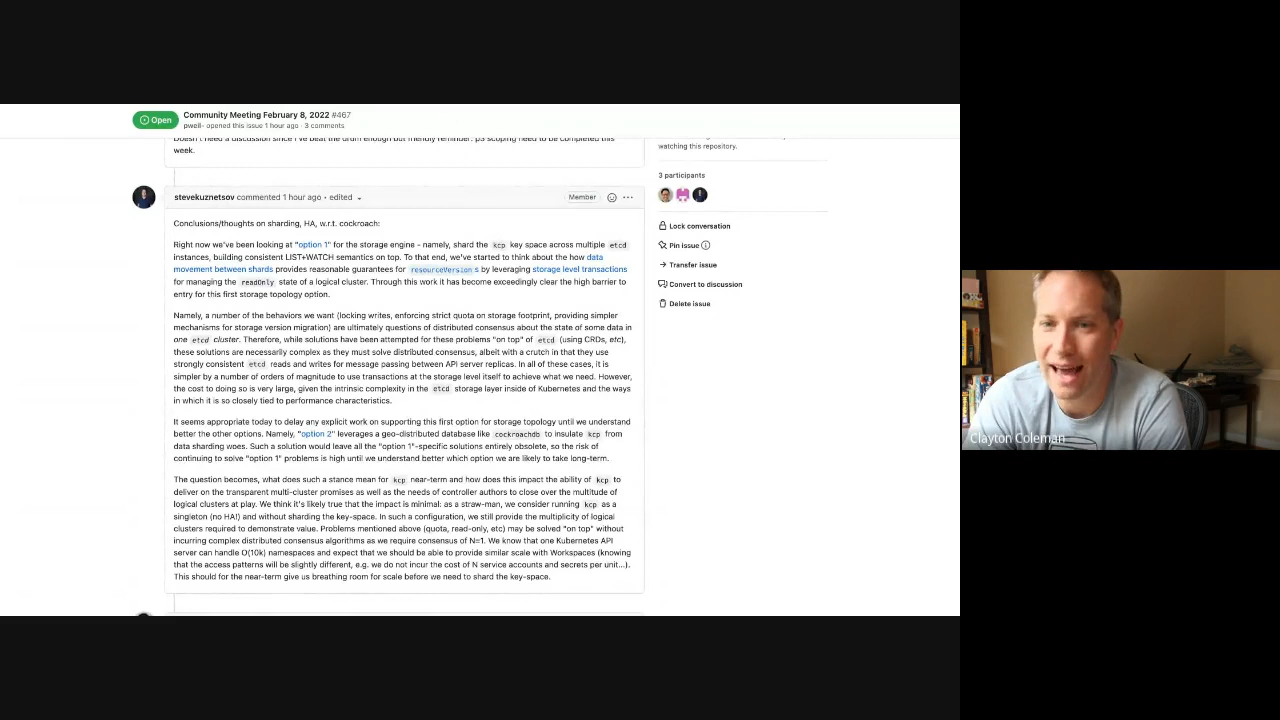 Open
Community Meeting February 8, 2022 #467
pweil- opened this issue 1 hour ago · 3 comments
Doesn't need a discussion since I've beat the drum enough but friendly reminder: p3 scoping need to be completed this
week.
watching this repository.
3 participants
Lock conversation
Pin issue
Transfer issue
Convert to discussion
Delete issue
stevekuznetsov commented 1 hour ago • edited
Member
Conclusions/thoughts on sharding, HA, w.r.t. cockroach:
Right now we've been looking at "option 1" for the storage engine - namely, shard the kcp key space across multiple etcd
instances, building consistent LIST+WATCH semantics on top. To that end, we've started to think about the how data
movement between shards provides reasonable guarantees for resourceVersion s by leveraging storage level transactions
for managing the readOnly state of a logical cluster. Through this work it has become exceedingly clear the high barrier to
entry for this first storage topology option.
Namely, a number of the behaviors we want (locking writes, enforcing strict quota on storage footprint, providing simpler
mechanisms for storage version migration) are ultimately questions of distributed consensus about the state of some data in
one etcd cluster. Therefore, while solutions have been attempted for these problems "on top" of etcd (using CRDs, etc),
these solutions are necessarily complex as they must solve distributed consensus, albeit with a crutch in that they use
strongly consistent etcd reads and writes for message passing between API server replicas. In all of these cases, it is
simpler by a number of orders of magnitude to use transactions at the storage level itself to achieve what we need. However,
the cost to doing so is very large, given the intrinsic complexity in the etcd storage layer inside of Kubernetes and the ways
in which it is so closely tied to performance characteristics.
It seems appropriate today to delay any explicit work on supporting this first option for storage topology until we understand
better the other options. Namely, "option 2" leverages a geo-distributed database like cockroachdb to insulate kcp from
data sharding woes. Such a solution would leave all the "option 1"-specific solutions entirely obsolete, so the risk of
continuing to solve "option 1" problems is high until we understand better which option we are likely to take long-term.
The question becomes, what does such a stance mean for kcp near-term and how does this impact the ability of kcp to
deliver on the transparent multi-cluster promises as well as the needs of controller authors to close over the multitude of
logical clusters at play. We think it's likely true that the impact is minimal: as a straw-man, we consider running kcp as a
singleton (no HA!) and without sharding the key-space. In such a configuration, we still provide the multiplicity of logical
clusters required to demonstrate value. Problems mentioned above (quota, read-only, etc) may be solved "on top" without
incurring complex distributed consensus algorithms as we require consensus of N=1. We know that one Kubernetes API
server can handle O(10k) namespaces and expect that we should be able to provide similar scale with Workspaces (knowing
that the access patterns will be slightly different, e.g. we do not incur the cost of N service accounts and secrets per unit...).
This should for the near-term give us breathing room for scale before we need to shard the key-space.
Clayton Coleman